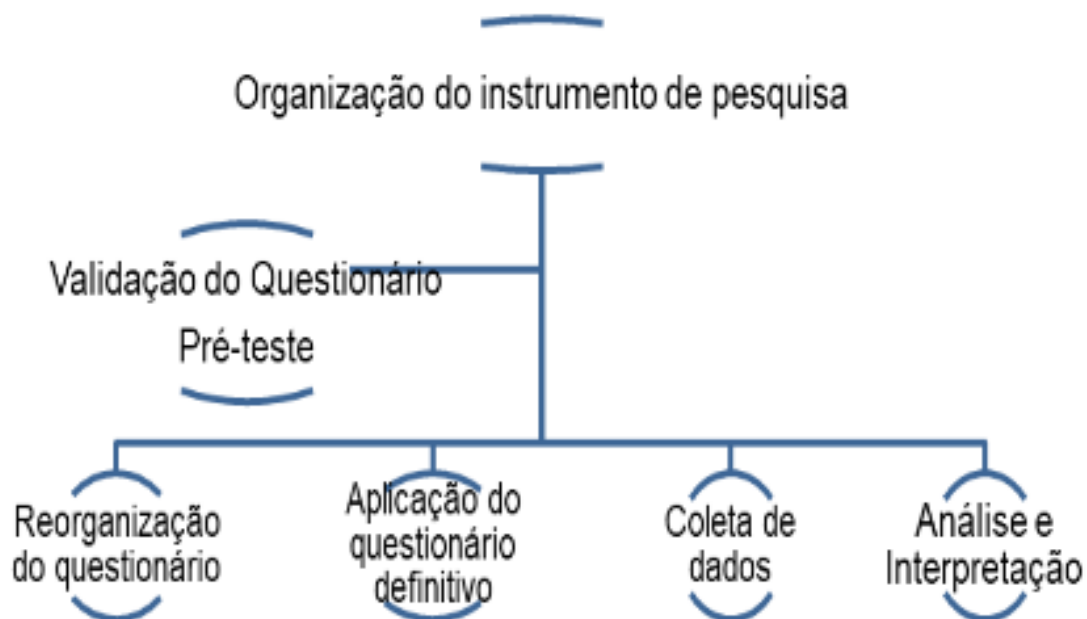 Organização do instrumento de pesquisa
Validação do Questionário
Pré-teste
Reorganização
do questionário
Aplicação do
questionário
definitivo
Coleta de
dados
Análise e
Interpretação